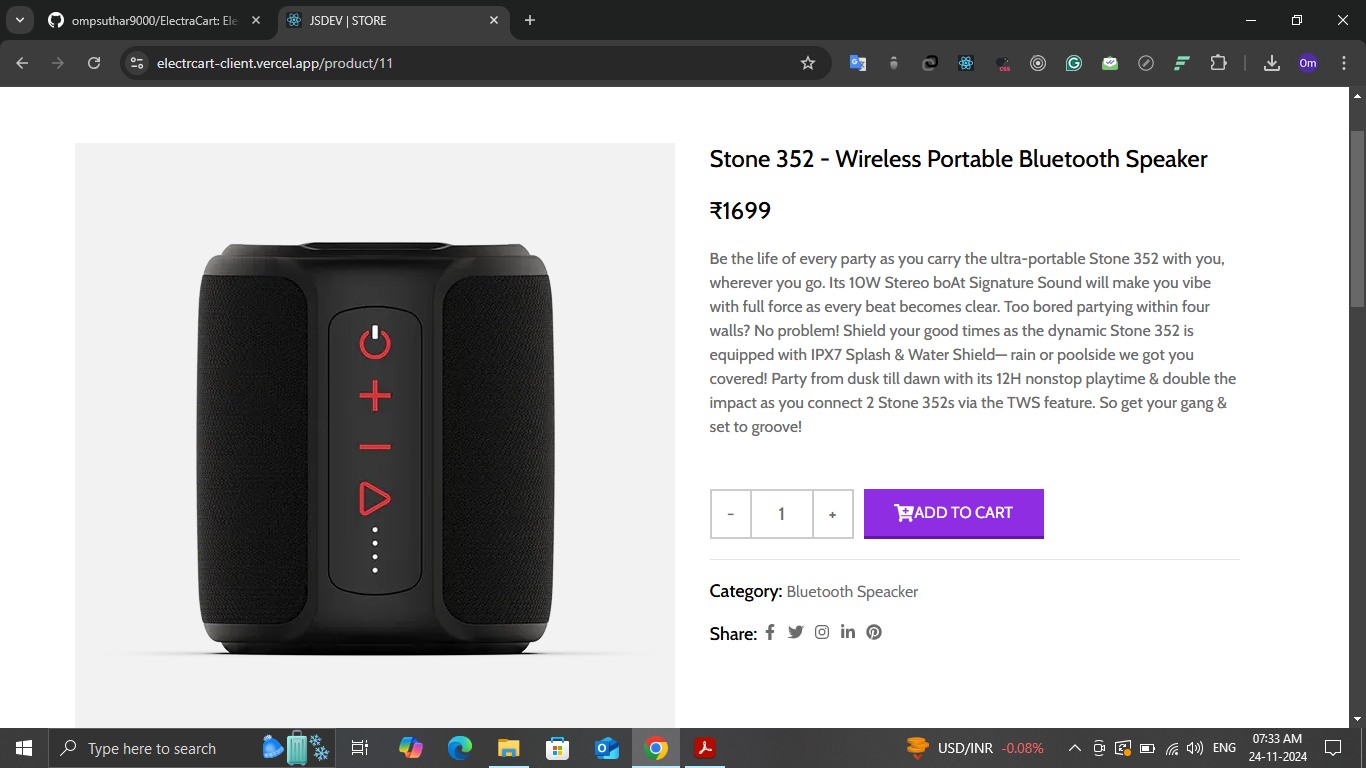 ompsuthar9000/ElectraCart: Ele
JSDEV | STORE
electrcart-client.vercel.app/product/11
Om
Stone 352 - Wireless Portable Bluetooth Speaker
₹1699
Be the life of every party as you carry the ultra-portable Stone 352 with you,
wherever you go. Its 10W Stereo boAt Signature Sound will make you vibe
with full force as every beat becomes clear. Too bored partying within four
walls? No problem! Shield your good times as the dynamic Stone 352 is
equipped with IPX7 Splash & Water Shield— rain or poolside we got you
covered! Party from dusk till dawn with its 12H nonstop playtime & double the
impact as you connect 2 Stone 352s via the TWS feature. So get your gang &
set to groove!
- 1 + ADD TO CART
Category: Bluetooth Speacker
Share:
Type here to search
USD/INR -0.08%
ENG
07:33 AM
24-11-2024